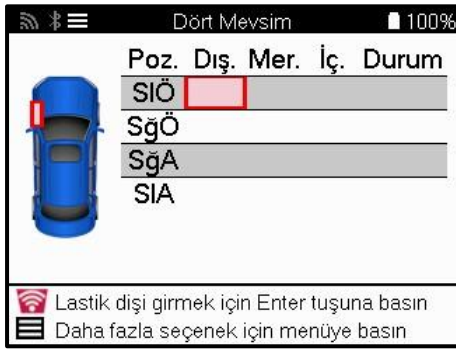 Dört Mevsim 100%
Poz. Dış. Mer. İç. Durum
SlÖ
SğÖ
SğA
SlA
Lastik dişi girmek için Enter tuşuna basın
Daha fazla seçenek için menüye basın